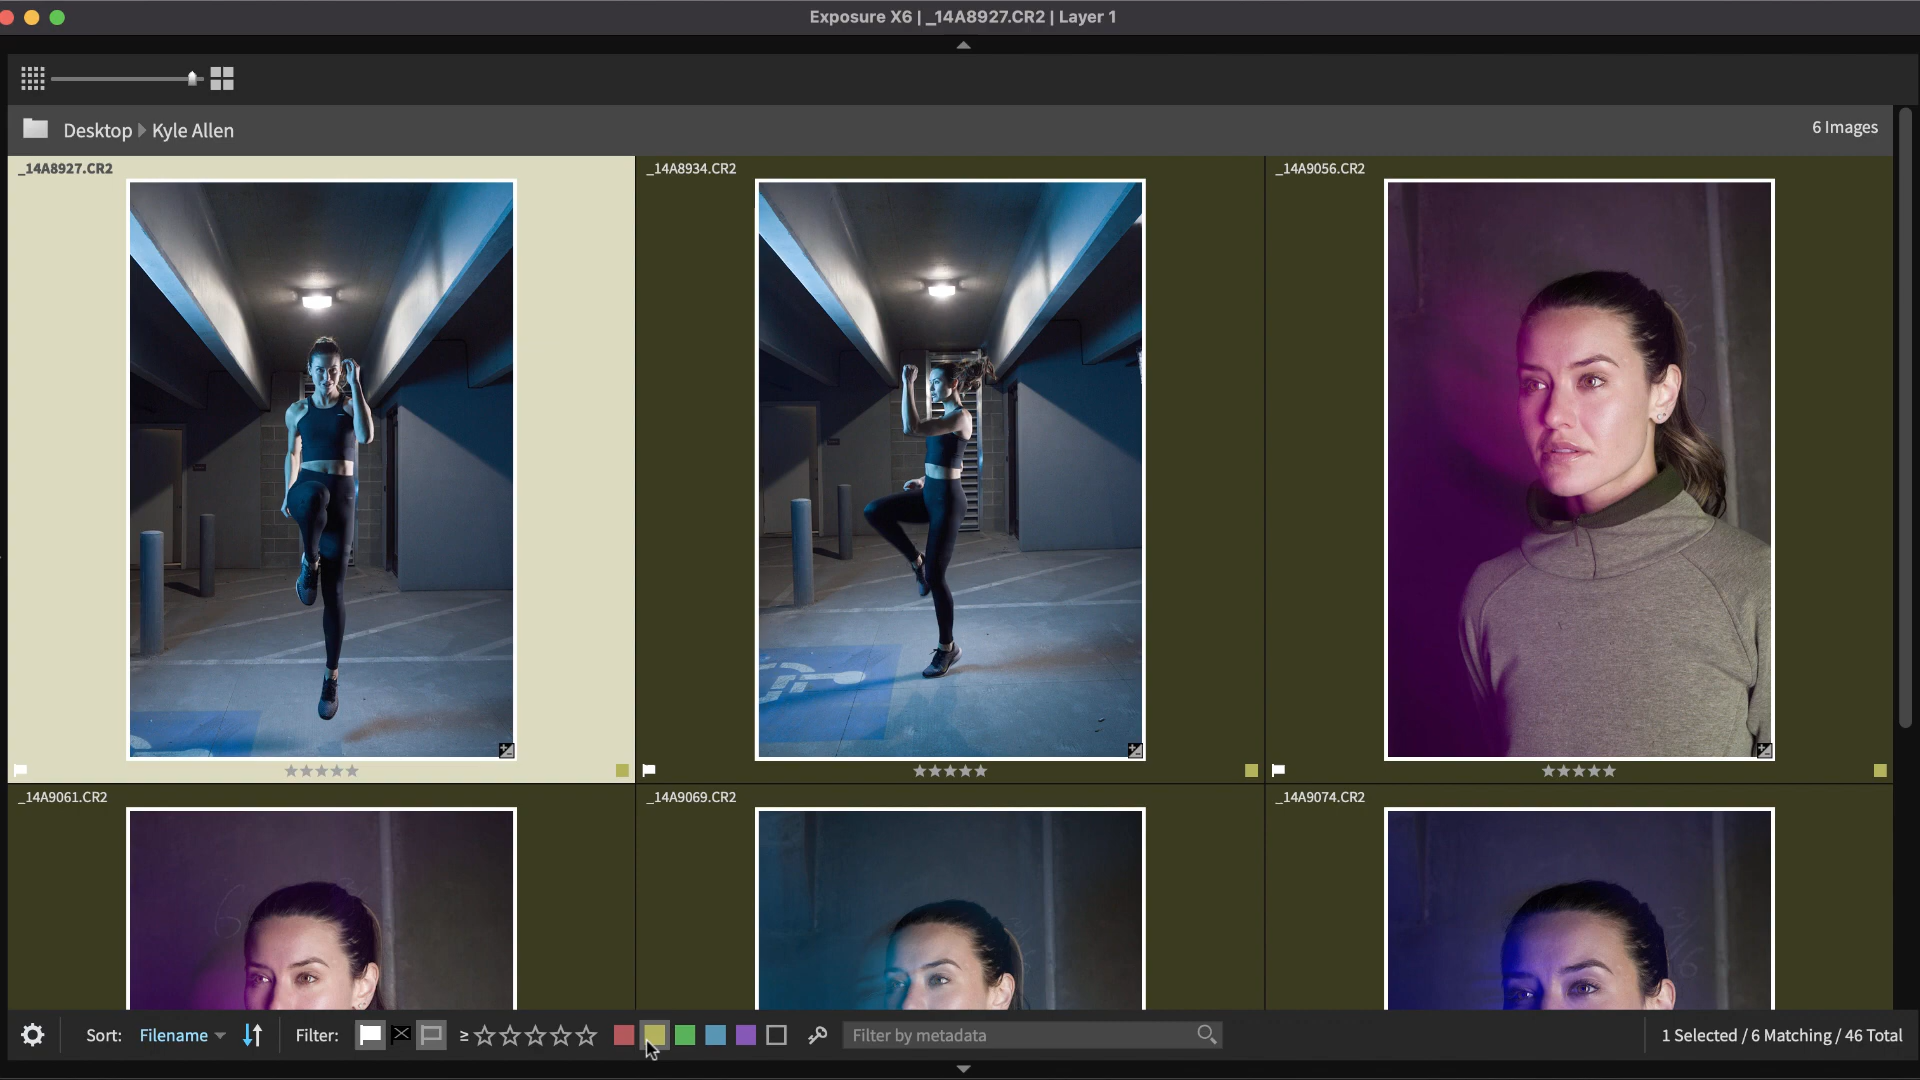 Exposure X6 | _14A8927.CR2 | Layer 1
Desktop Kyle Allen
6 Images
_14A8927.CR2
_14A8934.CR2
_14A9056.CR2
_14A9061.CR2
_14A9069.CR2
_14A9074.CR2
Sort: Filename
Filter:
≥
Filter by metadata
1 Selected / 6 Matching / 46 Total